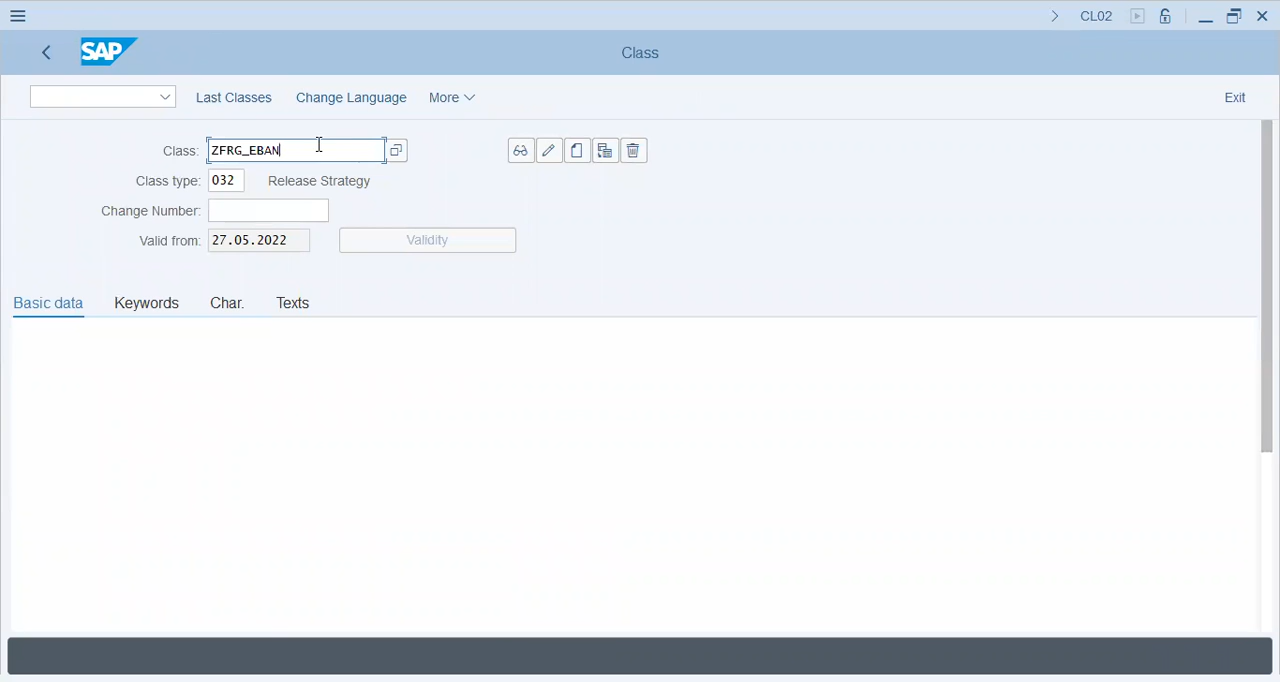 CL02
SAP
Class
Last Classes Change Language More Exit
Class: ZFRG_EBAN
Class type: 032 Release Strategy
Change Number:
Valid from: 27.05.2022 Validity
Basic data Keywords Char. Texts